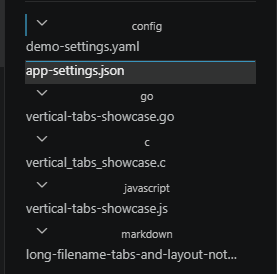 config
demo-settings.yaml
app-settings.json
go
vertical-tabs-showcase.go
c
vertical_tabs_showcase.c
javascript
vertical-tabs-showcase.js
markdown
long-filename-tabs-and-layout-not...